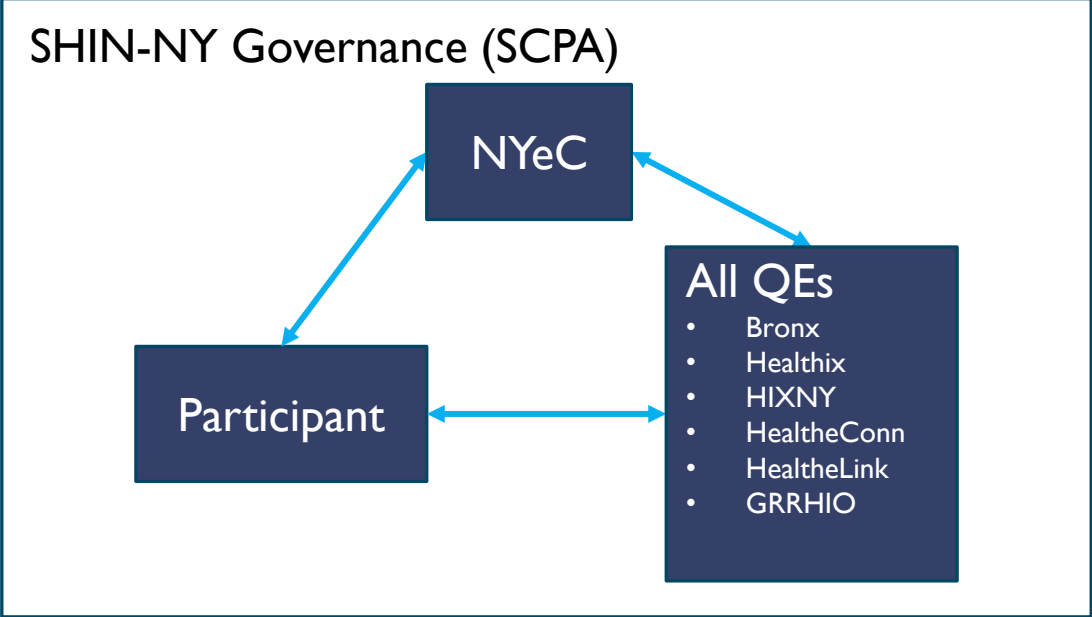 SHIN-NY Governance (SCPA)
NYeC
All QEs
• Bronx
• Healthix
• HIXNY
• HealtheConn
• HealtheLink
• GRRHIO
Participant